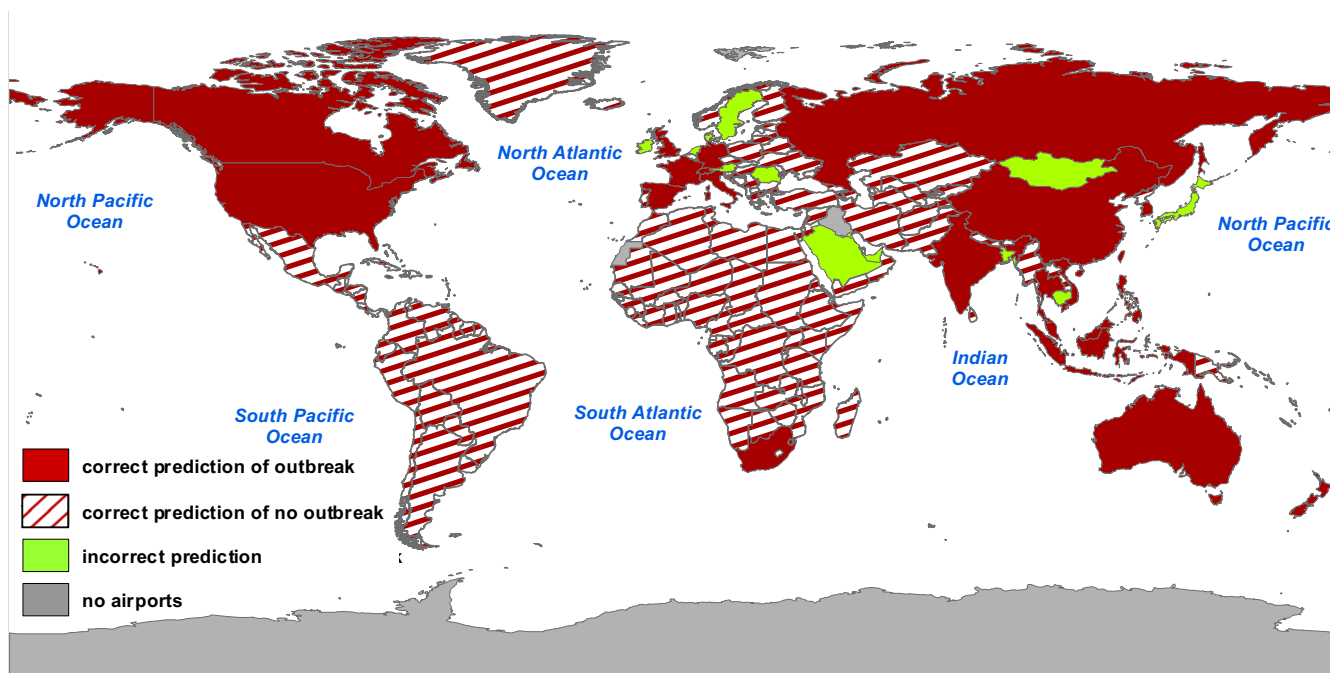 North Atlantic
Ocean
North Pacific
Ocean
North Pacific
Ocean
Indian
Ocean
South Pacific
Ocean
South Atlantic
Ocean
correct prediction of outbreak
correct prediction of no outbreak
incorrect prediction
no airports